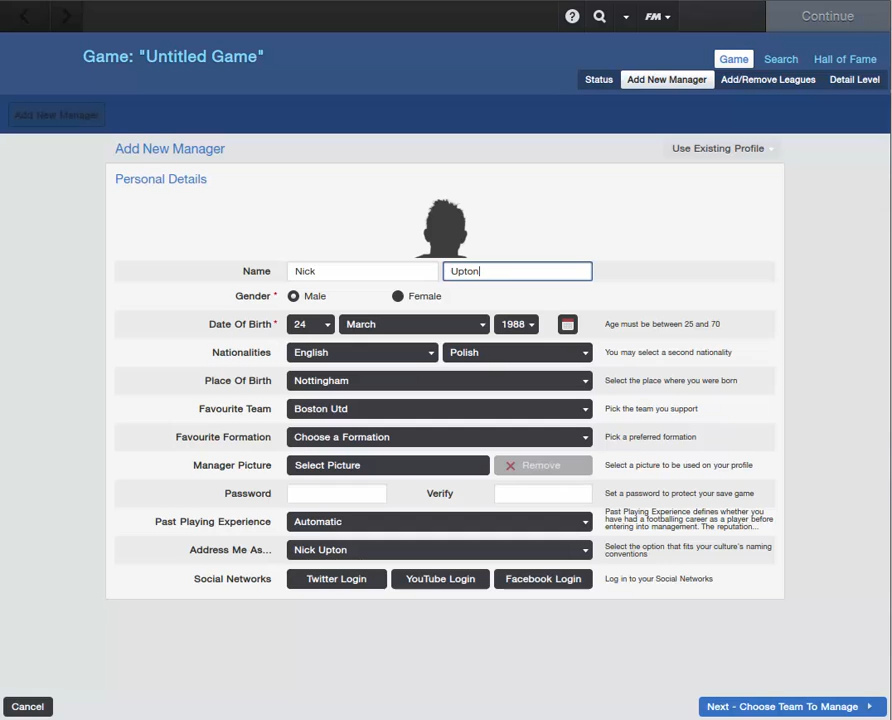 FM
Continue
Game: "Untitled Game"
Game Search Hall of Fame
Status Add New Manager Add/Remove Leagues Detail Level
Add New Manager
Add New Manager Use Existing Profile
Personal Details
Name Nick Upton
Gender * Male Female
Date Of Birth * 24 March 1988 Age must be between 25 and 70
Nationalities English Polish You may select a second nationality
Place Of Birth Nottingham Select the place where you were born
Favourite Team Boston Utd Pick the team you support
Favourite Formation Choose a Formation Pick a preferred formation
Manager Picture Select Picture Remove Select a picture to be used on your profile
Password Verify Set a password to protect your save game
Past Playing Experience Automatic Past Playing Experience defines whether you
have had a footballing career as a player before
entering into management. The reputation...
Address Me As... Nick Upton Select the option that fits your culture's naming
conventions
Social Networks Twitter Login YouTube Login Facebook Login Log in to your Social Networks
Cancel Next - Choose Team To Manage